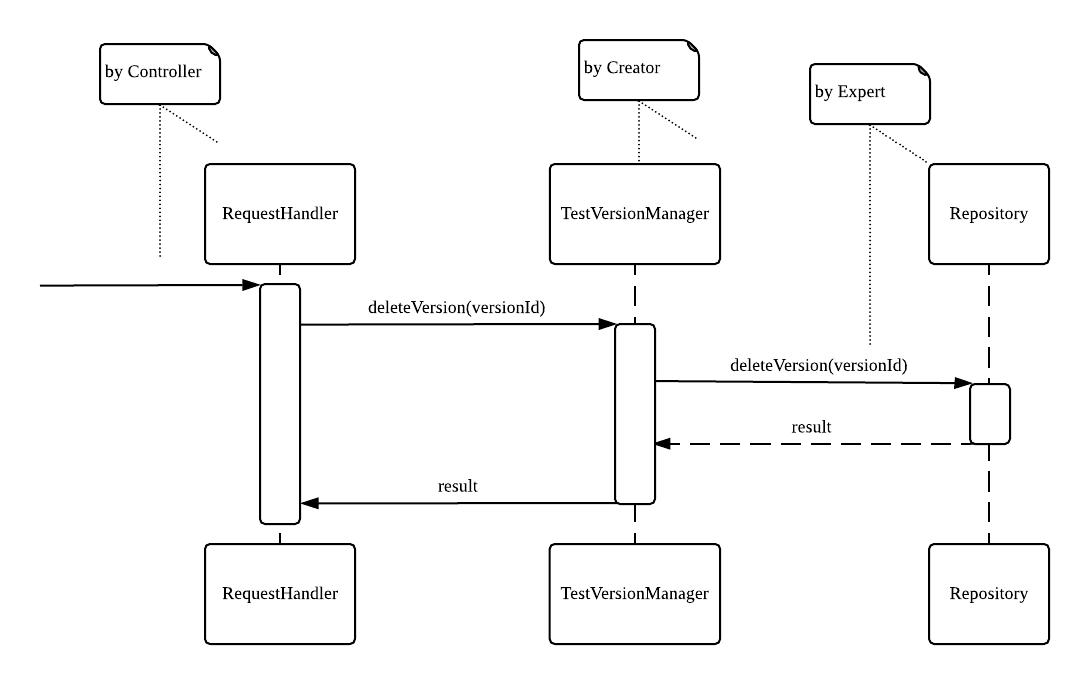 by Controller
by Creator
by Expert
RequestHandler
TestVersionManager
Repository
deleteVersion(versionId)
deleteVersion(versionId)
result
result
RequestHandler
TestVersionManager
Repository